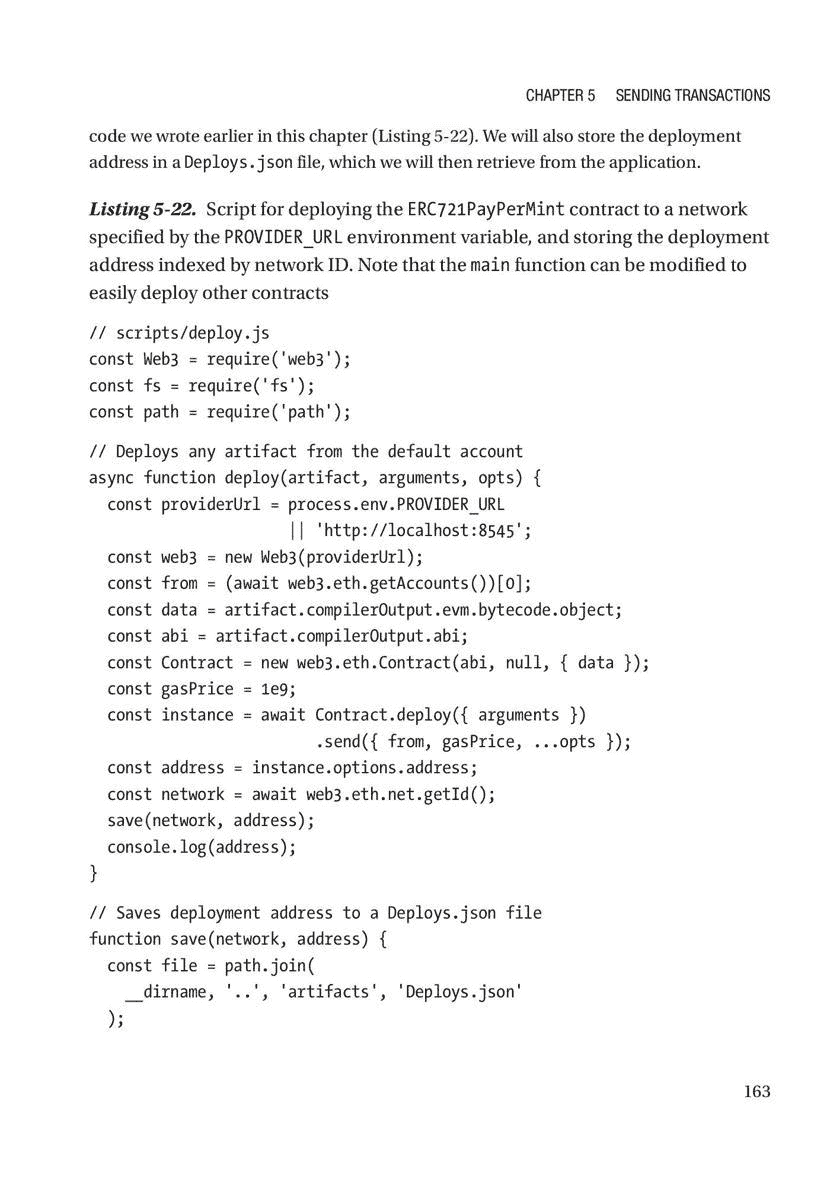 CHAPTER 5 SENDING TRANSACTIONS
code we wrote earlier in this chapter (Listing 5-22). We will also store the deployment
address in a Deploys.json file, which we will then retrieve from the application.
Listing 5-22. Script for deploying the ERC721PayPerMint contract to a network
specified by the PROVIDER_URL environment variable, and storing the deployment
address indexed by network ID. Note that the main function can be modified to
easily deploy other contracts
// scripts/deploy.js
const Web3 = require('web3');
const fs = require('fs');
const path = require('path');
// Deploys any artifact from the default account
async function deploy(artifact, arguments, opts) {
  const providerUrl = process.env.PROVIDER_URL
                      || 'http://localhost:8545';
  const web3 = new Web3(providerUrl);
  const from = (await web3.eth.getAccounts())[0];
  const data = artifact.compilerOutput.evm.bytecode.object;
  const abi = artifact.compilerOutput.abi;
  const Contract = new web3.eth.Contract(abi, null, { data });
  const gasPrice = 1e9;
  const instance = await Contract.deploy({ arguments })
                         .send({ from, gasPrice, ...opts });
  const address = instance.options.address;
  const network = await web3.eth.net.getId();
  save(network, address);
  console.log(address);
}
// Saves deployment address to a Deploys.json file
function save(network, address) {
  const file = path.join(
    __dirname, '..', 'artifacts', 'Deploys.json'
  );
163